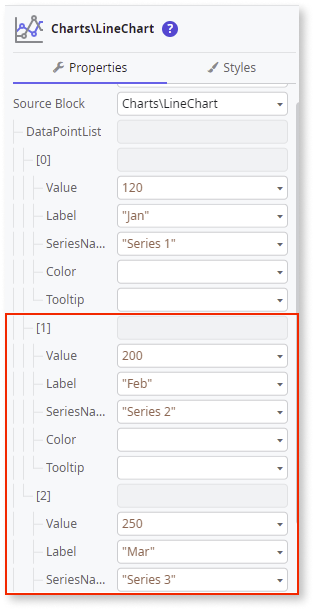 Charts\LineChart ?
Properties Styles
Source Block Charts\LineChart
DataPointList
[0]
Value 120
Label "Jan"
SeriesNa... "Series 1"
Color
Tooltip
[1]
Value 200
Label "Feb"
SeriesNa... "Series 2"
Color
Tooltip
[2]
Value 250
Label "Mar"
SeriesNa... "Series 3"